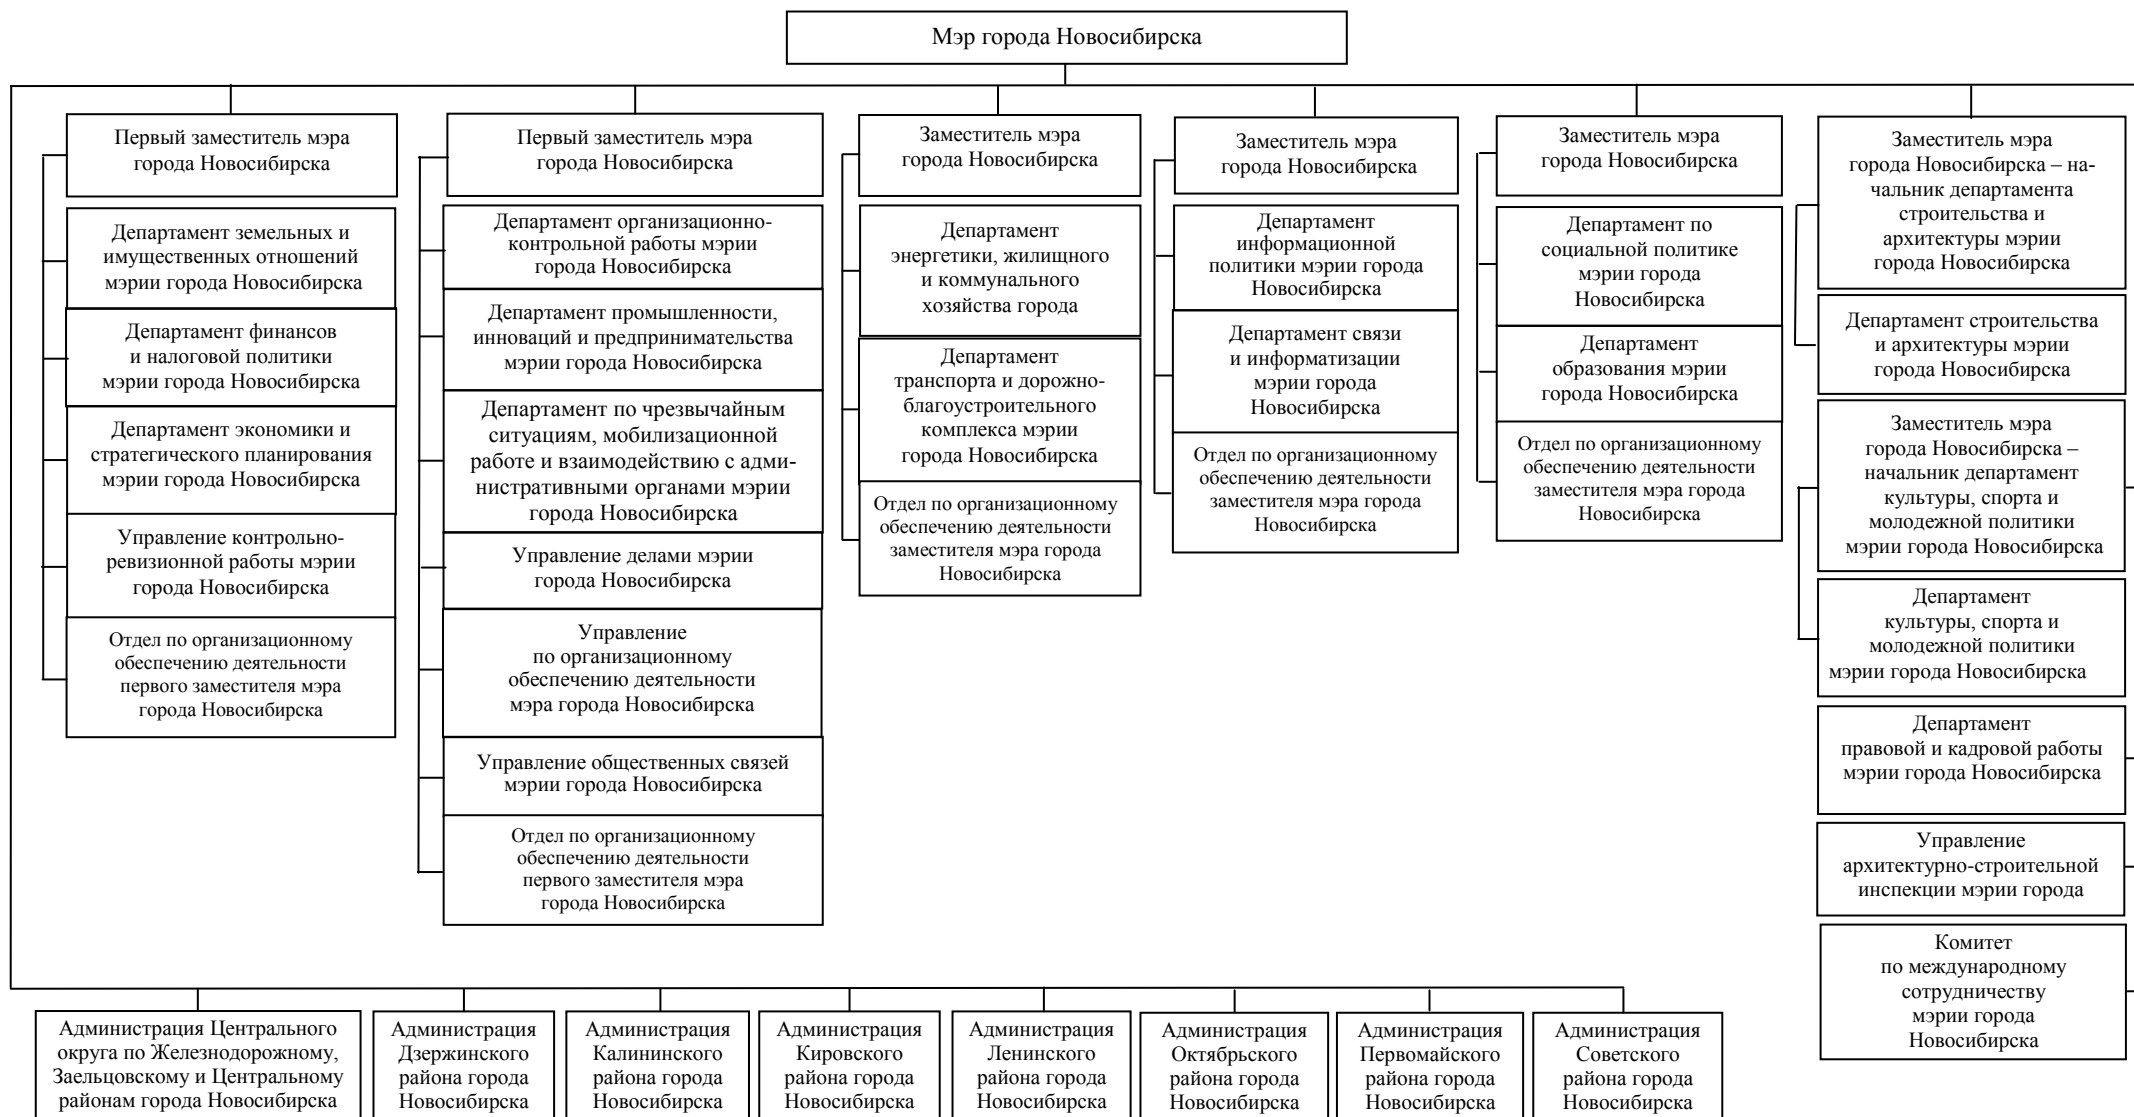 Мэр города Новосибирска
Первый заместитель мэра
города Новосибирска
Департамент земельных и
имущественных отношений
мэрии города Новосибирска
Департамент финансов
и налоговой политики
мэрии города Новосибирска
Департамент экономики и
стратегического планирования
мэрии города Новосибирска
Управление контрольно-
ревизионной работы мэрии
города Новосибирска
Отдел по организационному
обеспечению деятельности
первого заместителя мэра
города Новосибирска
Первый заместитель мэра
города Новосибирска
Департамент организационно-
контрольной работы мэрии
города Новосибирска
Департамент промышленности,
инноваций и предпринимательства
мэрии города Новосибирска
Департамент по чрезвычайным
ситуациям, мобилизационной
работе и взаимодействию с адми-
нистративными органами мэрии
города Новосибирска
Управление делами мэрии
города Новосибирска
Управление
по организационному
обеспечению деятельности
мэра города Новосибирска
Управление общественных связей
мэрии города Новосибирска
Отдел по организационному
обеспечению деятельности
первого заместителя мэра
города Новосибирска
Заместитель мэра
города Новосибирска
Департамент
энергетики, жилищного
и коммунального
хозяйства города
Департамент
транспорта и дорожно-
благоустроительного
комплекса мэрии
города Новосибирска
Отдел по организационному
обеспечению деятельности
заместителя мэра города
Новосибирска
Заместитель мэра
города Новосибирска
Департамент
информационной
политики мэрии города
Новосибирска
Департамент связи
и информатизации
мэрии города
Новосибирска
Отдел по организационному
обеспечению деятельности
заместителя мэра города
Новосибирска
Заместитель мэра
города Новосибирска
Департамент по
социальной политике
мэрии города
Новосибирска
Департамент
образования мэрии
города Новосибирска
Отдел по организационному
обеспечению деятельности
заместителя мэра города
Новосибирска
Заместитель мэра
города Новосибирска – на-
чальник департамента
строительства и
архитектуры мэрии
города Новосибирска
Департамент строительства
и архитектуры мэрии
города Новосибирска
Заместитель мэра
города Новосибирска –
начальник департамент
культуры, спорта и
молодежной политики
мэрии города Новосибирска
Департамент
культуры, спорта и
молодежной политики
мэрии города Новосибирска
Департамент
правовой и кадровой работы
мэрии города Новосибирска
Управление
архитектурно-строительной
инспекции мэрии города
Комитет
по международному
сотрудничеству
мэрии города
Новосибирска
Администрация Центрального
округа по Железнодорожному,
Заельцовскому и Центральному
районам города Новосибирска
Администрация
Дзержинского
района города
Новосибирска
Администрация
Калининского
района города
Новосибирска
Администрация
Кировского
района города
Новосибирска
Администрация
Ленинского
района города
Новосибирска
Администрация
Октябрьского
района города
Новосибирска
Администрация
Первомайского
района города
Новосибирска
Администрация
Советского
района города
Новосибирска